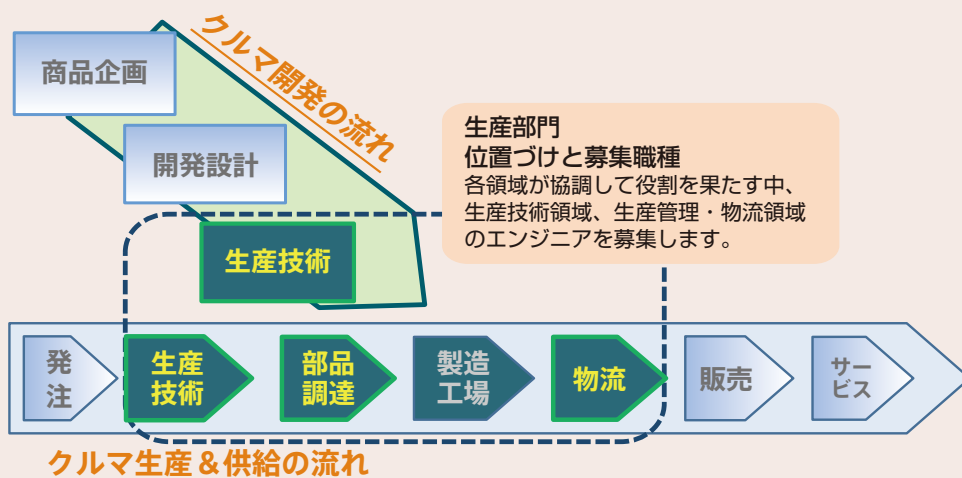 クルマ開発の流れ
商品企画
開発設計
生産技術
生産部門
位置づけと募集職種
各領域が協調して役割を果たす中、
生産技術領域、生産管理・物流領域
のエンジニアを募集します。
発
注
生産
技術
部品
調達
製造
工場
物流
販売
サー
ビス
クルマ生産&供給の流れ